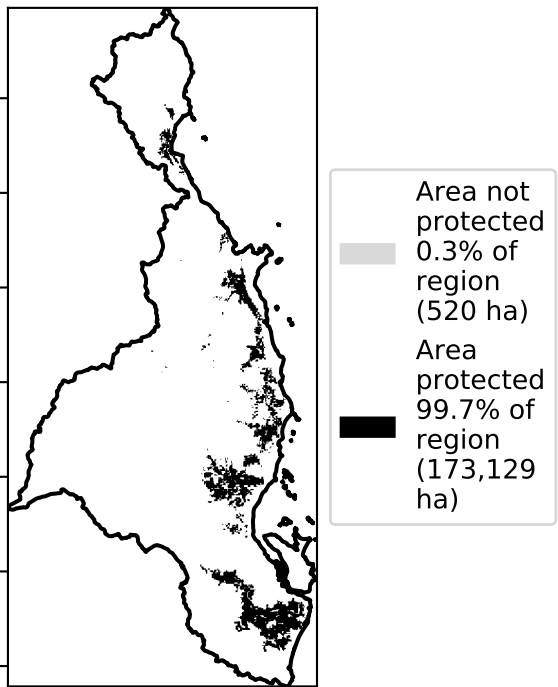 Area not
protected
0.3% of
region
(520 ha)
Area
protected
99.7% of
region
(173,129
ha)